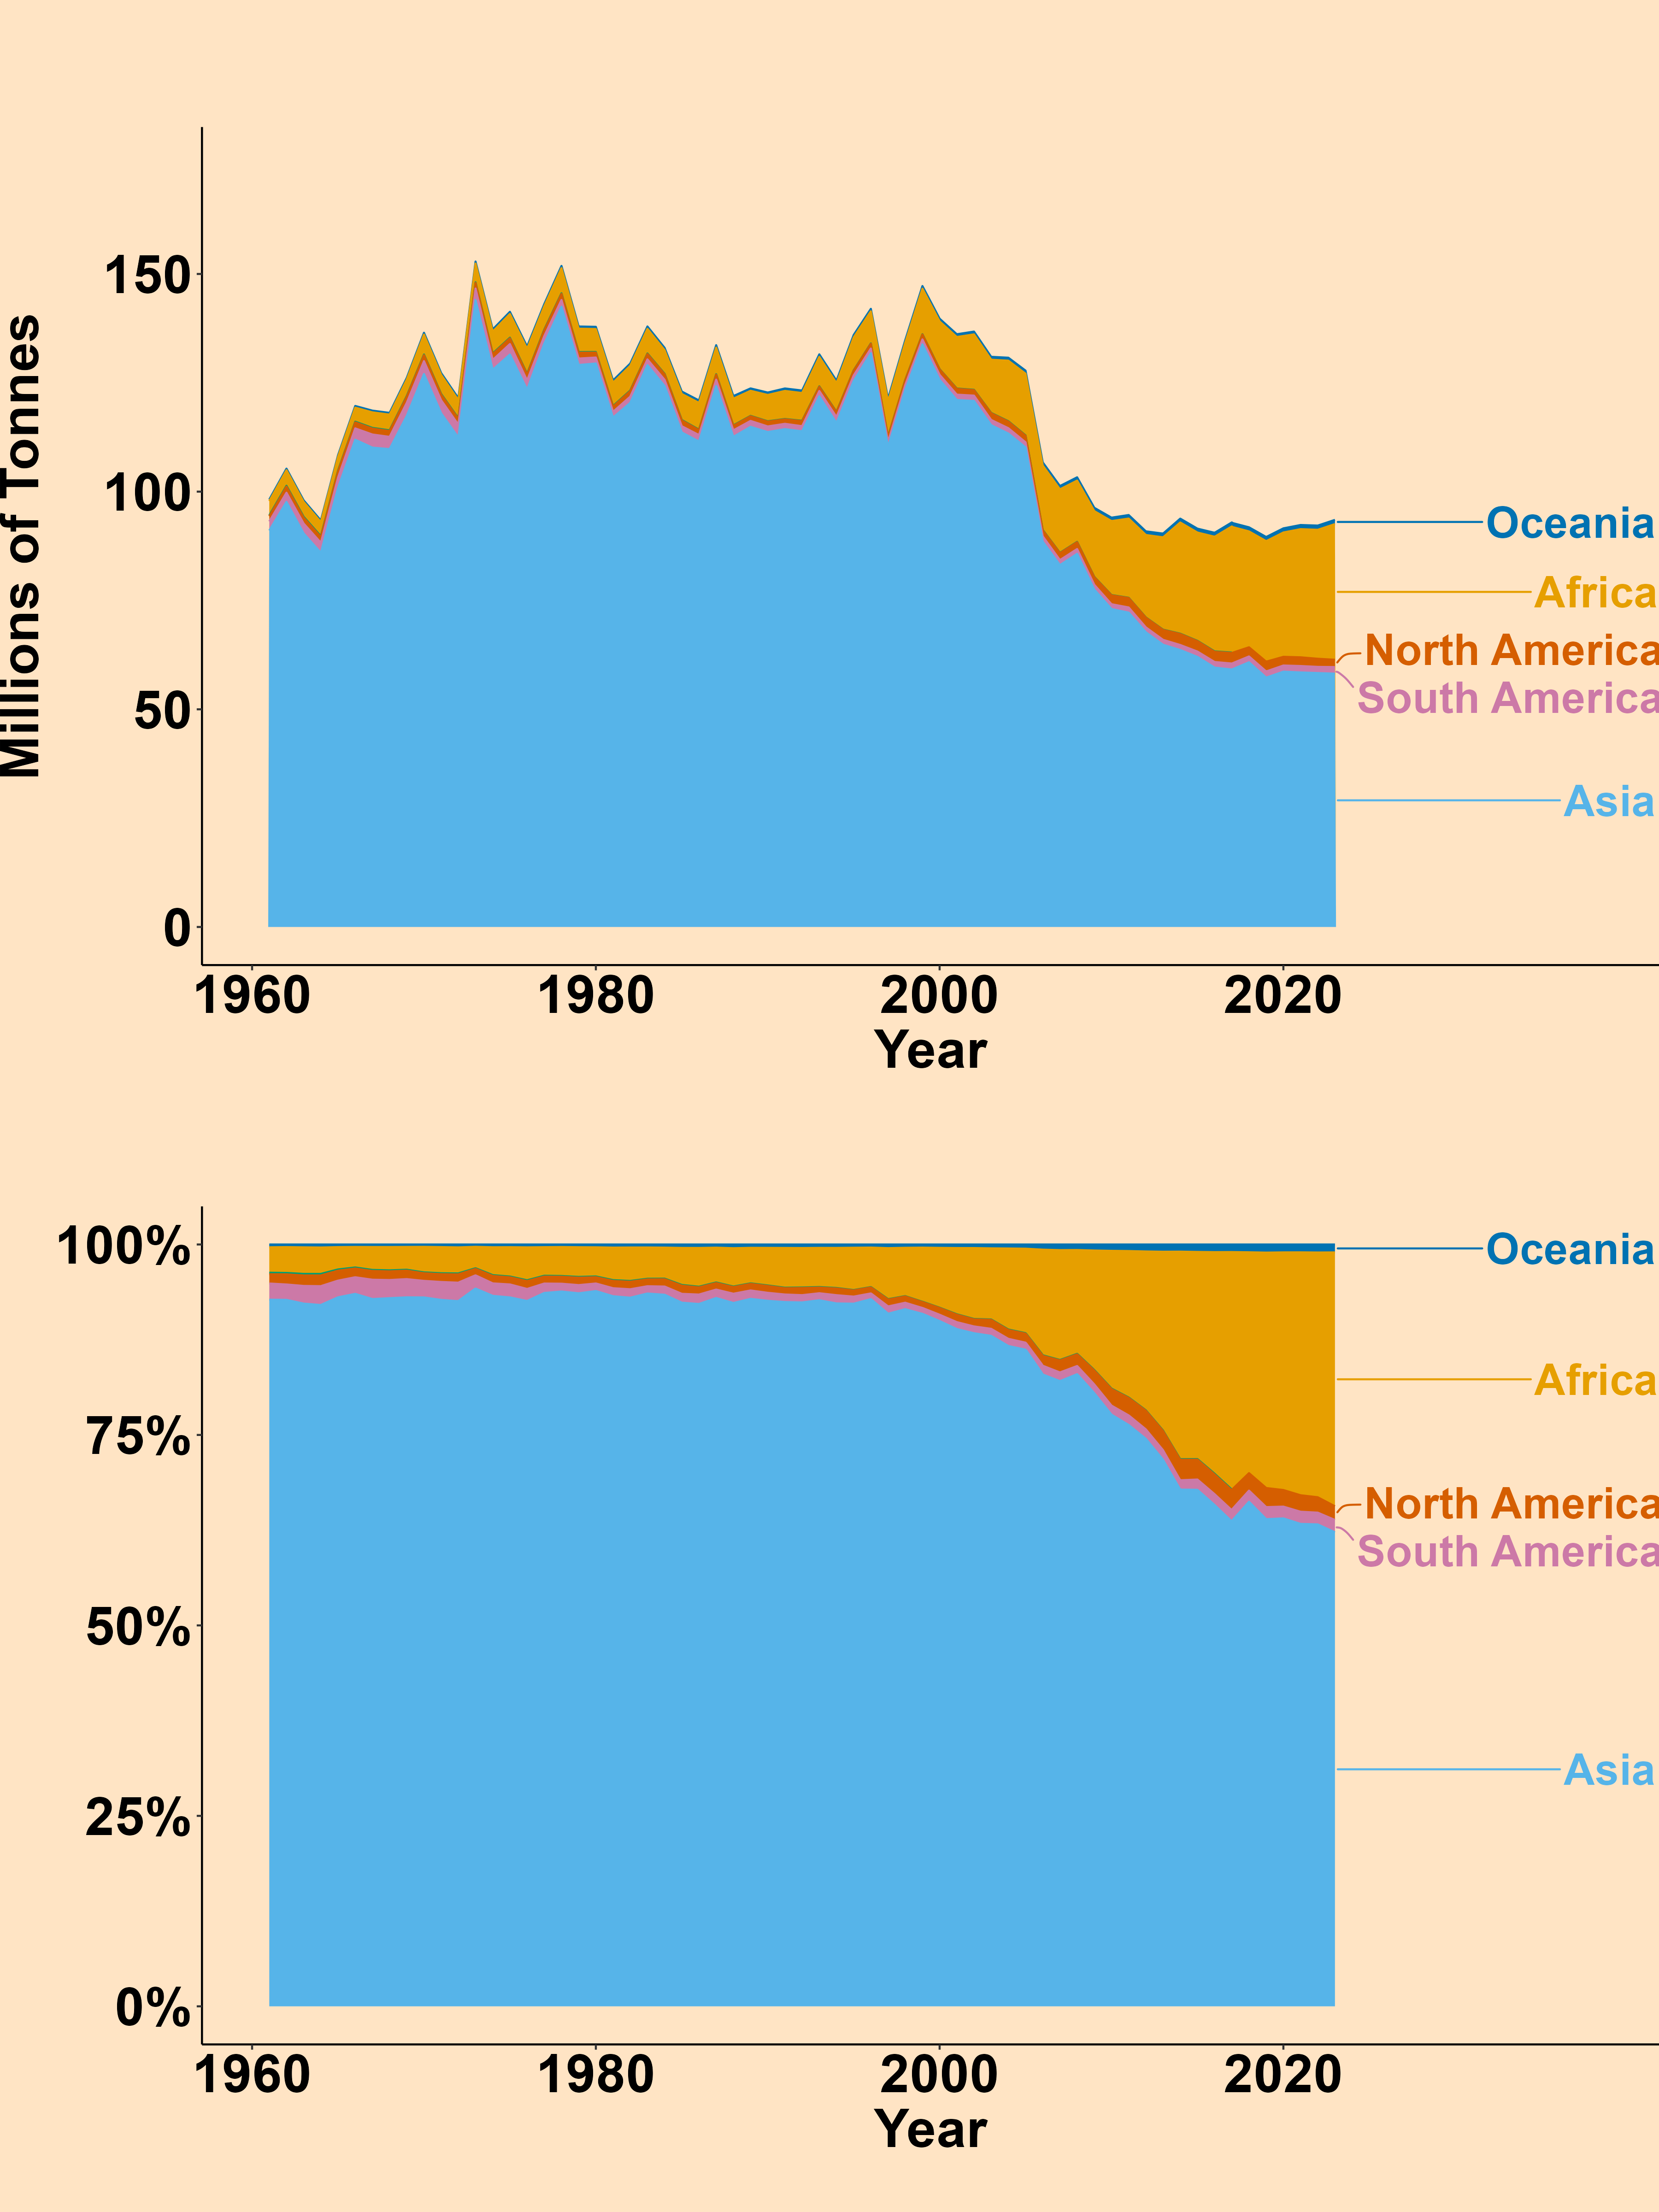 Millions of Tonnes
150
100
50
0
1960 1980 2000 2020
Year
Oceania
Africa
North America
South America
Asia
100%
75%
50%
25%
0%
1960 1980 2000 2020
Year
Oceania
Africa
North America
South America
Asia